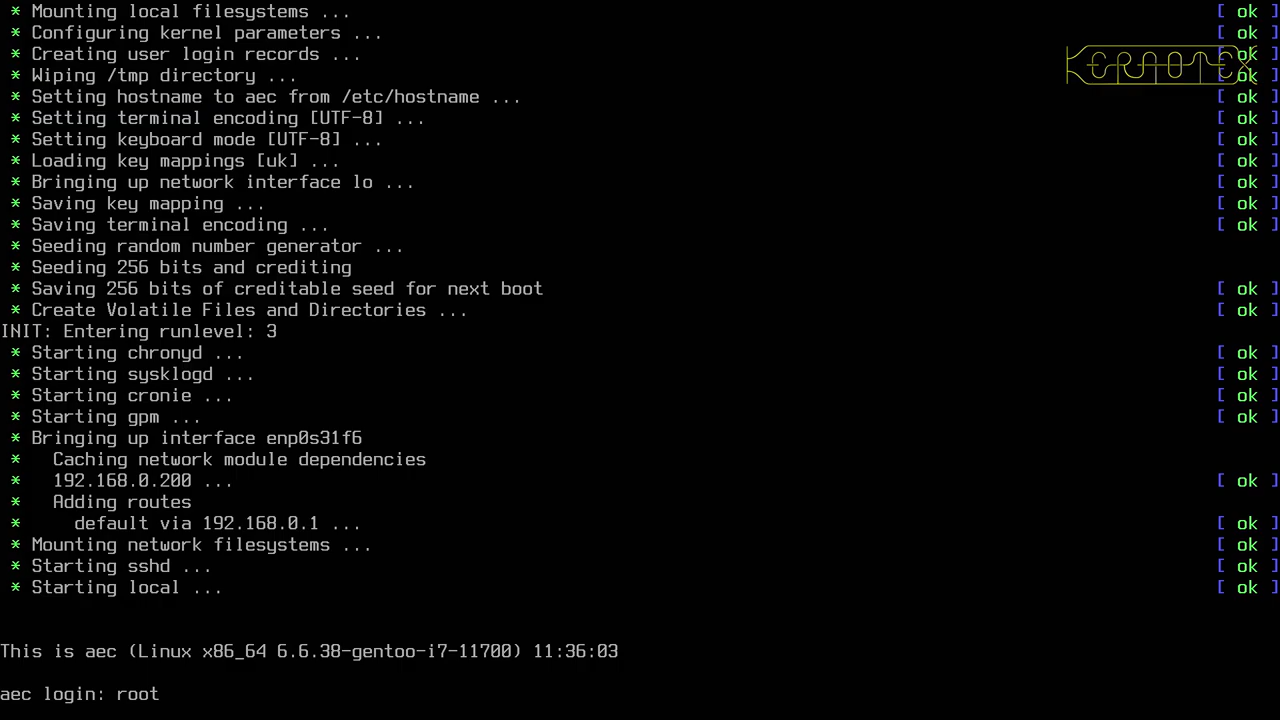 * Mounting local filesystems ... [ ok ]
* Configuring kernel parameters ... [ ok ]
* Creating user login records ... [ ok ]
* Wiping /tmp directory ... [ ok ]
* Setting hostname to aec from /etc/hostname ... [ ok ]
* Setting terminal encoding [UTF-8] ... [ ok ]
* Setting keyboard mode [UTF-8] ... [ ok ]
* Loading key mappings [uk] ... [ ok ]
* Bringing up network interface lo ... [ ok ]
* Saving key mapping ... [ ok ]
* Saving terminal encoding ... [ ok ]
* Seeding random number generator ...
* Seeding 256 bits and crediting
* Saving 256 bits of creditable seed for next boot [ ok ]
* Create Volatile Files and Directories ... [ ok ]
INIT: Entering runlevel: 3
* Starting chronyd ... [ ok ]
* Starting sysklogd ... [ ok ]
* Starting cronie ... [ ok ]
* Starting gpm ... [ ok ]
* Bringing up interface enp0s31f6
* Caching network module dependencies
* 192.168.0.200 ... [ ok ]
* Adding routes
* default via 192.168.0.1 ... [ ok ]
* Mounting network filesystems ... [ ok ]
* Starting sshd ... [ ok ]
* Starting local ... [ ok ]
This is aec (Linux x86_64 6.6.38-gentoo-i7-11700) 11:36:03
aec login: root